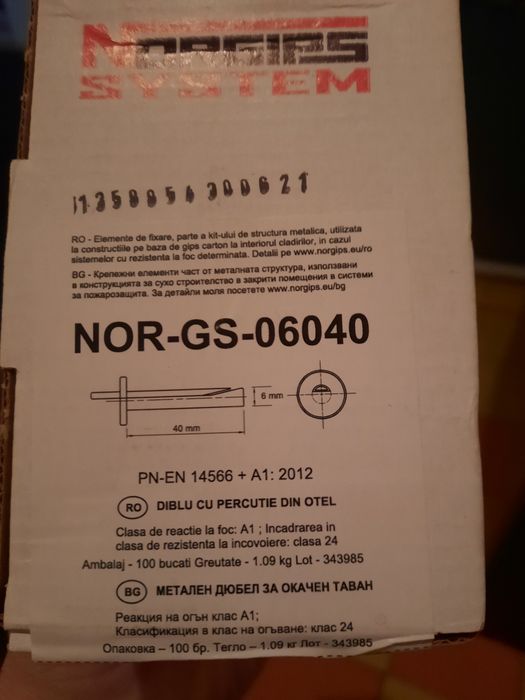 NORGIPS
SYSTEM
RO - Elemente de fixare, parte a kit-ului de structura metalica, utilizata
la constructiile pe baza de gips carton la interiorul cladirilor, in cazul
sistemelor cu rezistenta la foc determinata. Detalii pe www.norgips.eu/ro
BG - Крепежни елементи част от металната структура, използвани
в конструкцията за сухо строителство в закрити помещения в системи
за пожарозащита. За детайли моля посетете www.norgips.eu/bg
NOR-GS-06040
6 mm
40 mm
PN-EN 14566 + A1: 2012
RO DIBLU CU PERCUTIE DIN OTEL
Clasa de reactie la foc: A1 ; Incadrarea in
clasa de rezistenta la incovoiere: clasa 24
Ambalaj - 100 bucati Greutate - 1.09 kg Lot - 343985
BG МЕТАЛЕН ДЮБЕЛ ЗА ОКАЧЕН ТАВАН
Реакция на огън клас A1;
Класификация в клас на огъване: клас 24
Опаковка – 100 бр. Тегло – 1.09 кг Лот - 343985